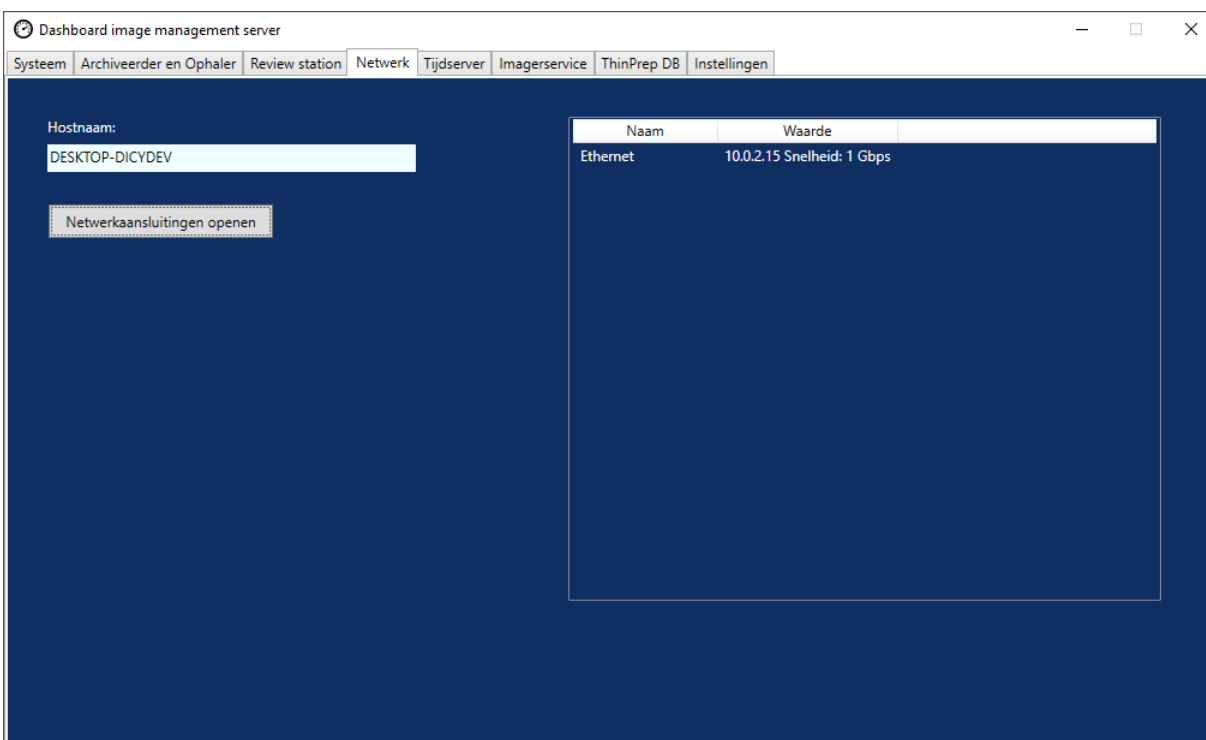 Dashboard image management server
Systeem Archiveerder en Ophaler Review station Netwerk Tijdserver Imagerservice ThinPrep DB Instellingen
Hostnaam:
DESKTOP-DICYDEV
Netwerkaansluitingen openen
Naam Waarde
Ethernet 10.0.2.15 Snelheid: 1 Gbps